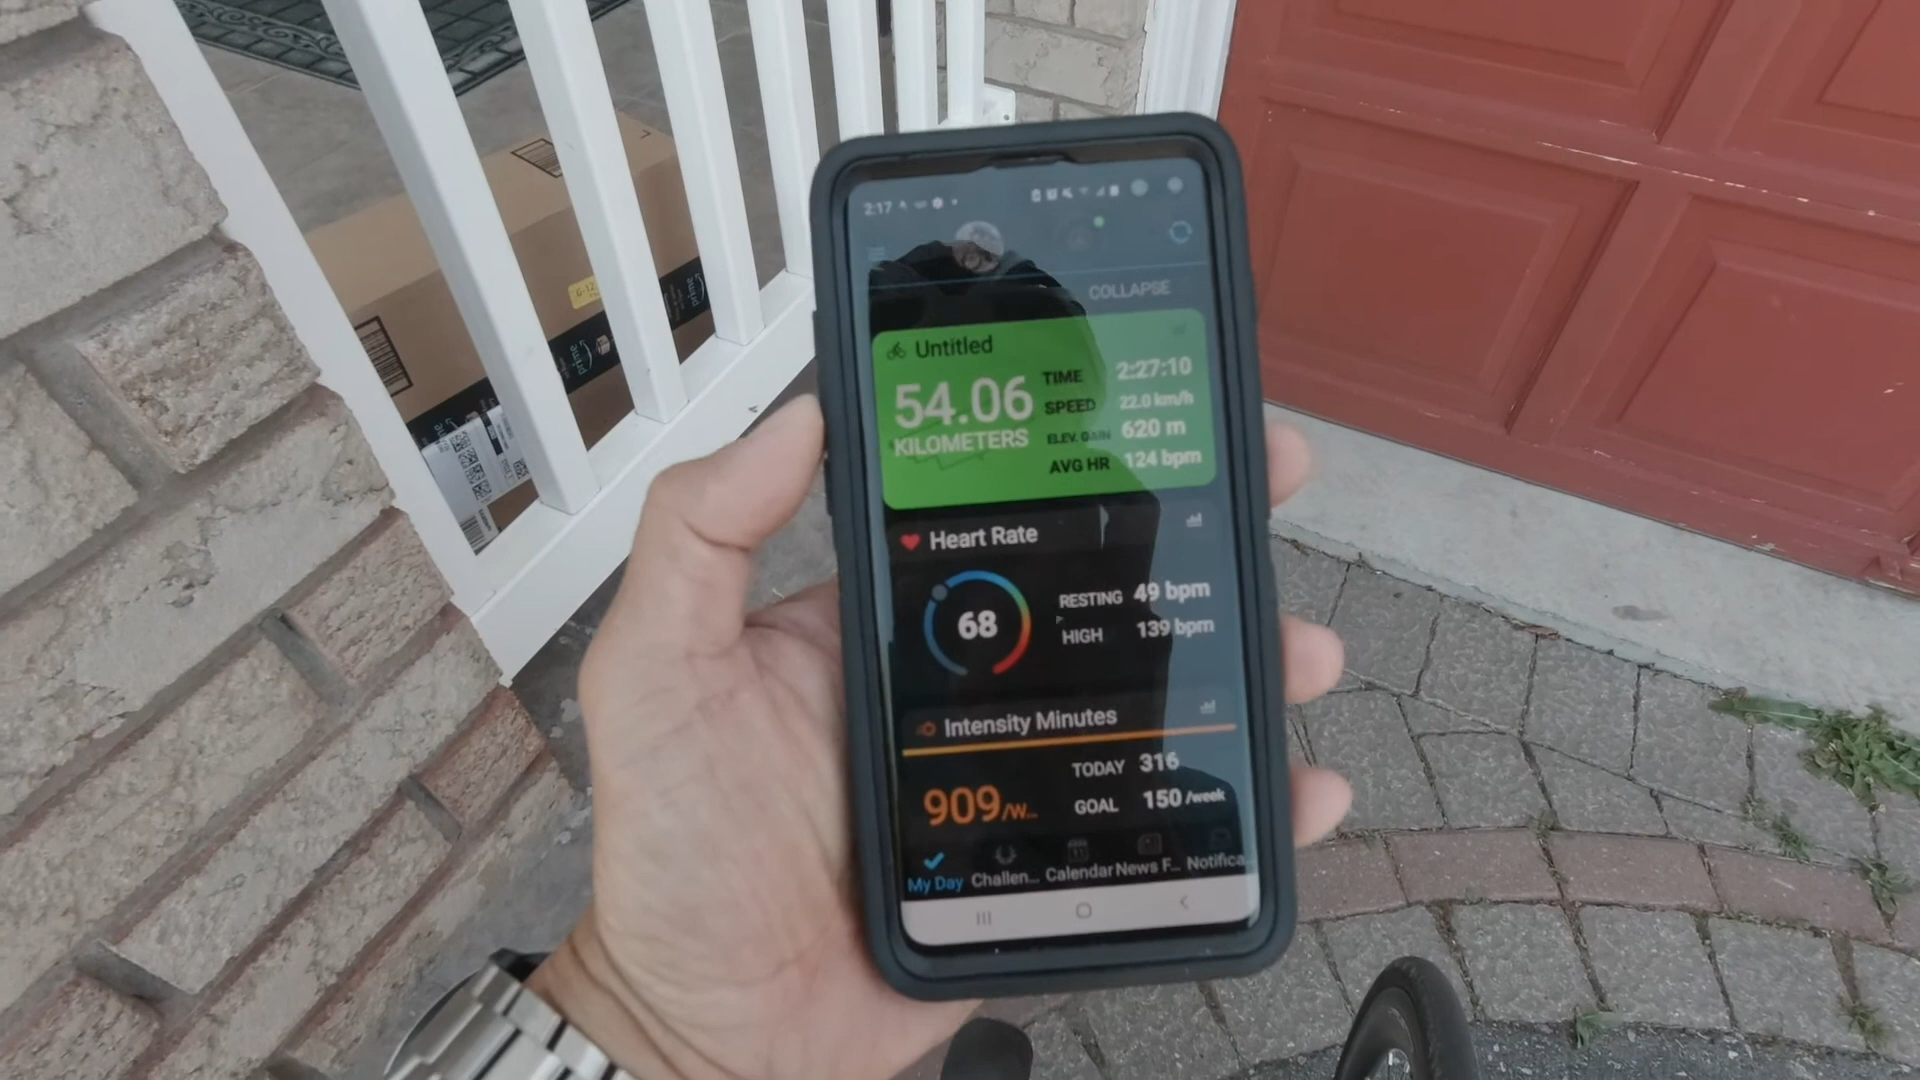 2:17
COLLAPSE
Untitled
54.06
KILOMETERS
TIME 2:27:10
SPEED 22.0 km/h
ELEV. GAIN 620 m
AVG HR 124 bpm
Heart Rate
68
RESTING 49 bpm
HIGH 139 bpm
Intensity Minutes
909/W...
TODAY 316
GOAL 150 /week
My Day
Challen...
Calendar
News F...
Notifica...
prime
prime